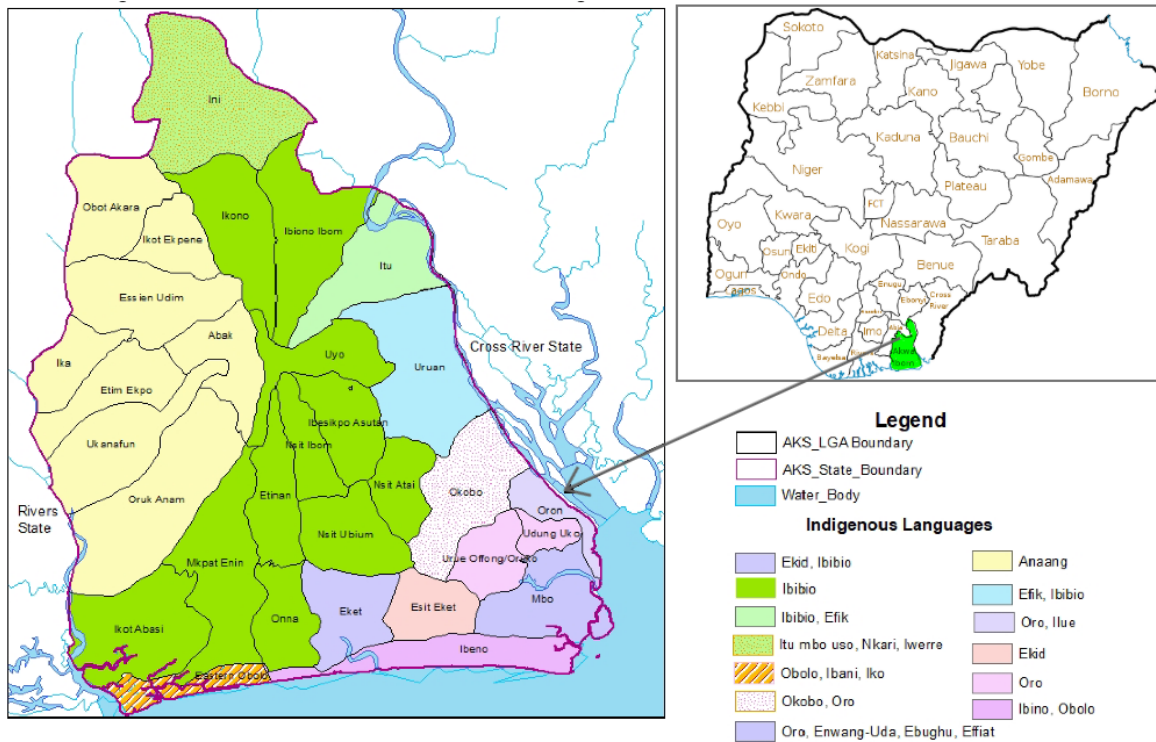 Ini
Obot Akara
Ikot Ekpene
Ikono
Ibiono Ibom
Itu
Essien Udim
Abak
Ika
Etim Ekpo
Ukanafun
Oruk Anam
Uyo
Uruan
Cross River State
Ibesikpo Asutan
Nsit Ibom
Nsit Atai
Etinan
Nsit Ubium
Okobo
Oron
Udung Uko
Urue Offong/Oruko
Rivers
State
Mkpat Enin
Mbo
Eket
Esit Eket
Onna
Ikot Abasi
Ibeno
Eastern Obolo
Sokoto
Katsina
Jigawa
Yobe
Zamfara
Kano
Borno
Kebbi
Kaduna
Bauchi
Gombe
Niger
Adamawa
Plateau
FCT
Kwara
Nassarawa
Oyo
Taraba
Osun
Ekiti
Kogi
Benue
Ogun
Ondo
Lagos
Enugu
Edo
Ebonyi
Cross
River
Delta
Imo
Abia
Bayelsa
Akwa
Ibom
Legend
AKS_LGA Boundary
AKS_State_Boundary
Water_Body
Indigenous Languages
Ekid, Ibibio
Ibibio
Ibibio, Efik
Itu mbo uso, Nkari, Iwerre
Obolo, Ibani, Iko
Okobo, Oro
Oro, Enwang-Uda, Ebughu, Effiat
Anaang
Efik, Ibibio
Oro, Ilue
Ekid
Oro
Ibino, Obolo